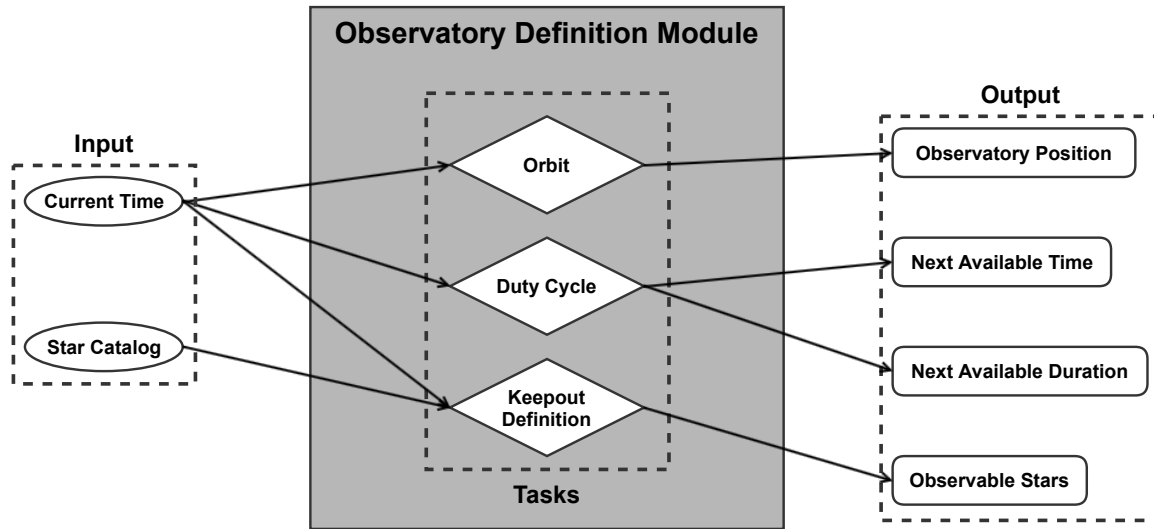 Observatory Definition Module
Input
Current Time
Star Catalog
Orbit
Duty Cycle
Keepout
Definition
Tasks
Output
Observatory Position
Next Available Time
Next Available Duration
Observable Stars